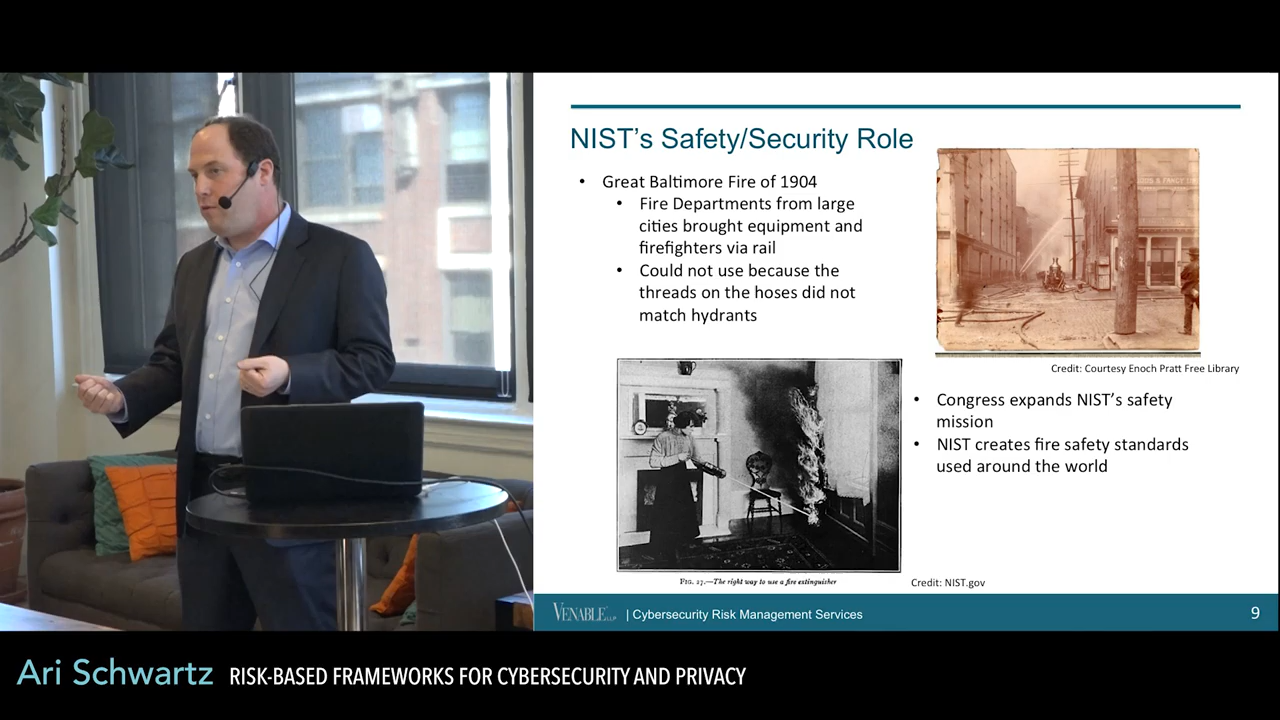 NIST’s Safety/Security Role
• Great Baltimore Fire of 1904
• Fire Departments from large
cities brought equipment and
firefighters via rail
• Could not use because the
threads on the hoses did not
match hydrants
Credit: Courtesy Enoch Pratt Free Library
• Congress expands NIST’s safety
mission
• NIST creates fire safety standards
used around the world
FIG. 27.—The right way to use a fire extinguisher
Credit: NIST.gov
VENABLE LLP | Cybersecurity Risk Management Services
9
Ari Schwartz RISK-BASED FRAMEWORKS FOR CYBERSECURITY AND PRIVACY